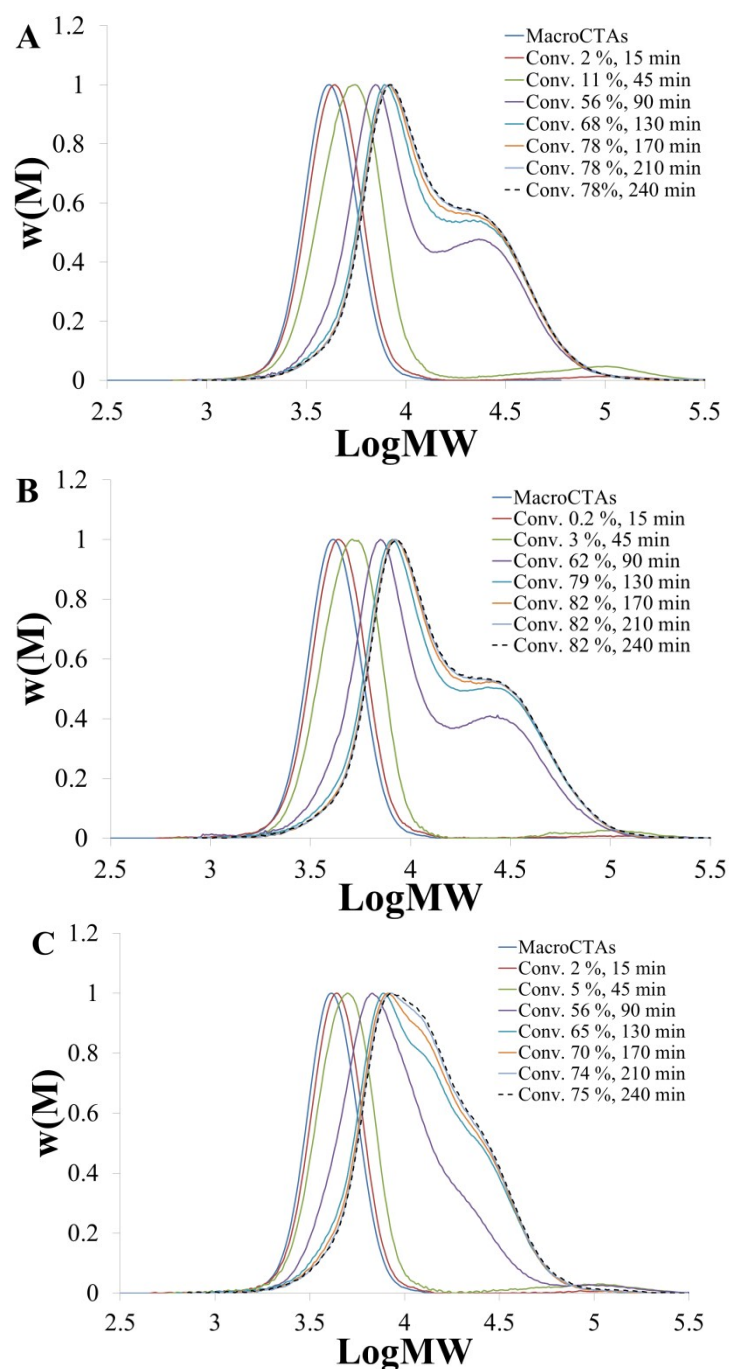 A
1.2
1
0.8
0.6
0.4
0.2
0
w(M)
2.5 3 3.5 4 4.5 5 5.5
LogMW
MacroCTAs
Conv. 2 %, 15 min
Conv. 11 %, 45 min
Conv. 56 %, 90 min
Conv. 68 %, 130 min
Conv. 78 %, 170 min
Conv. 78 %, 210 min
Conv. 78%, 240 min
B
1.2
1
0.8
0.6
0.4
0.2
0
w(M)
2.5 3 3.5 4 4.5 5 5.5
LogMW
MacroCTAs
Conv. 0.2 %, 15 min
Conv. 3 %, 45 min
Conv. 62 %, 90 min
Conv. 79 %, 130 min
Conv. 82 %, 170 min
Conv. 82 %, 210 min
Conv. 82 %, 240 min
C
1.2
1
0.8
0.6
0.4
0.2
0
w(M)
2.5 3 3.5 4 4.5 5 5.5
LogMW
MacroCTAs
Conv. 2 %, 15 min
Conv. 5 %, 45 min
Conv. 56 %, 90 min
Conv. 65 %, 130 min
Conv. 70 %, 170 min
Conv. 74 %, 210 min
Conv. 75 %, 240 min